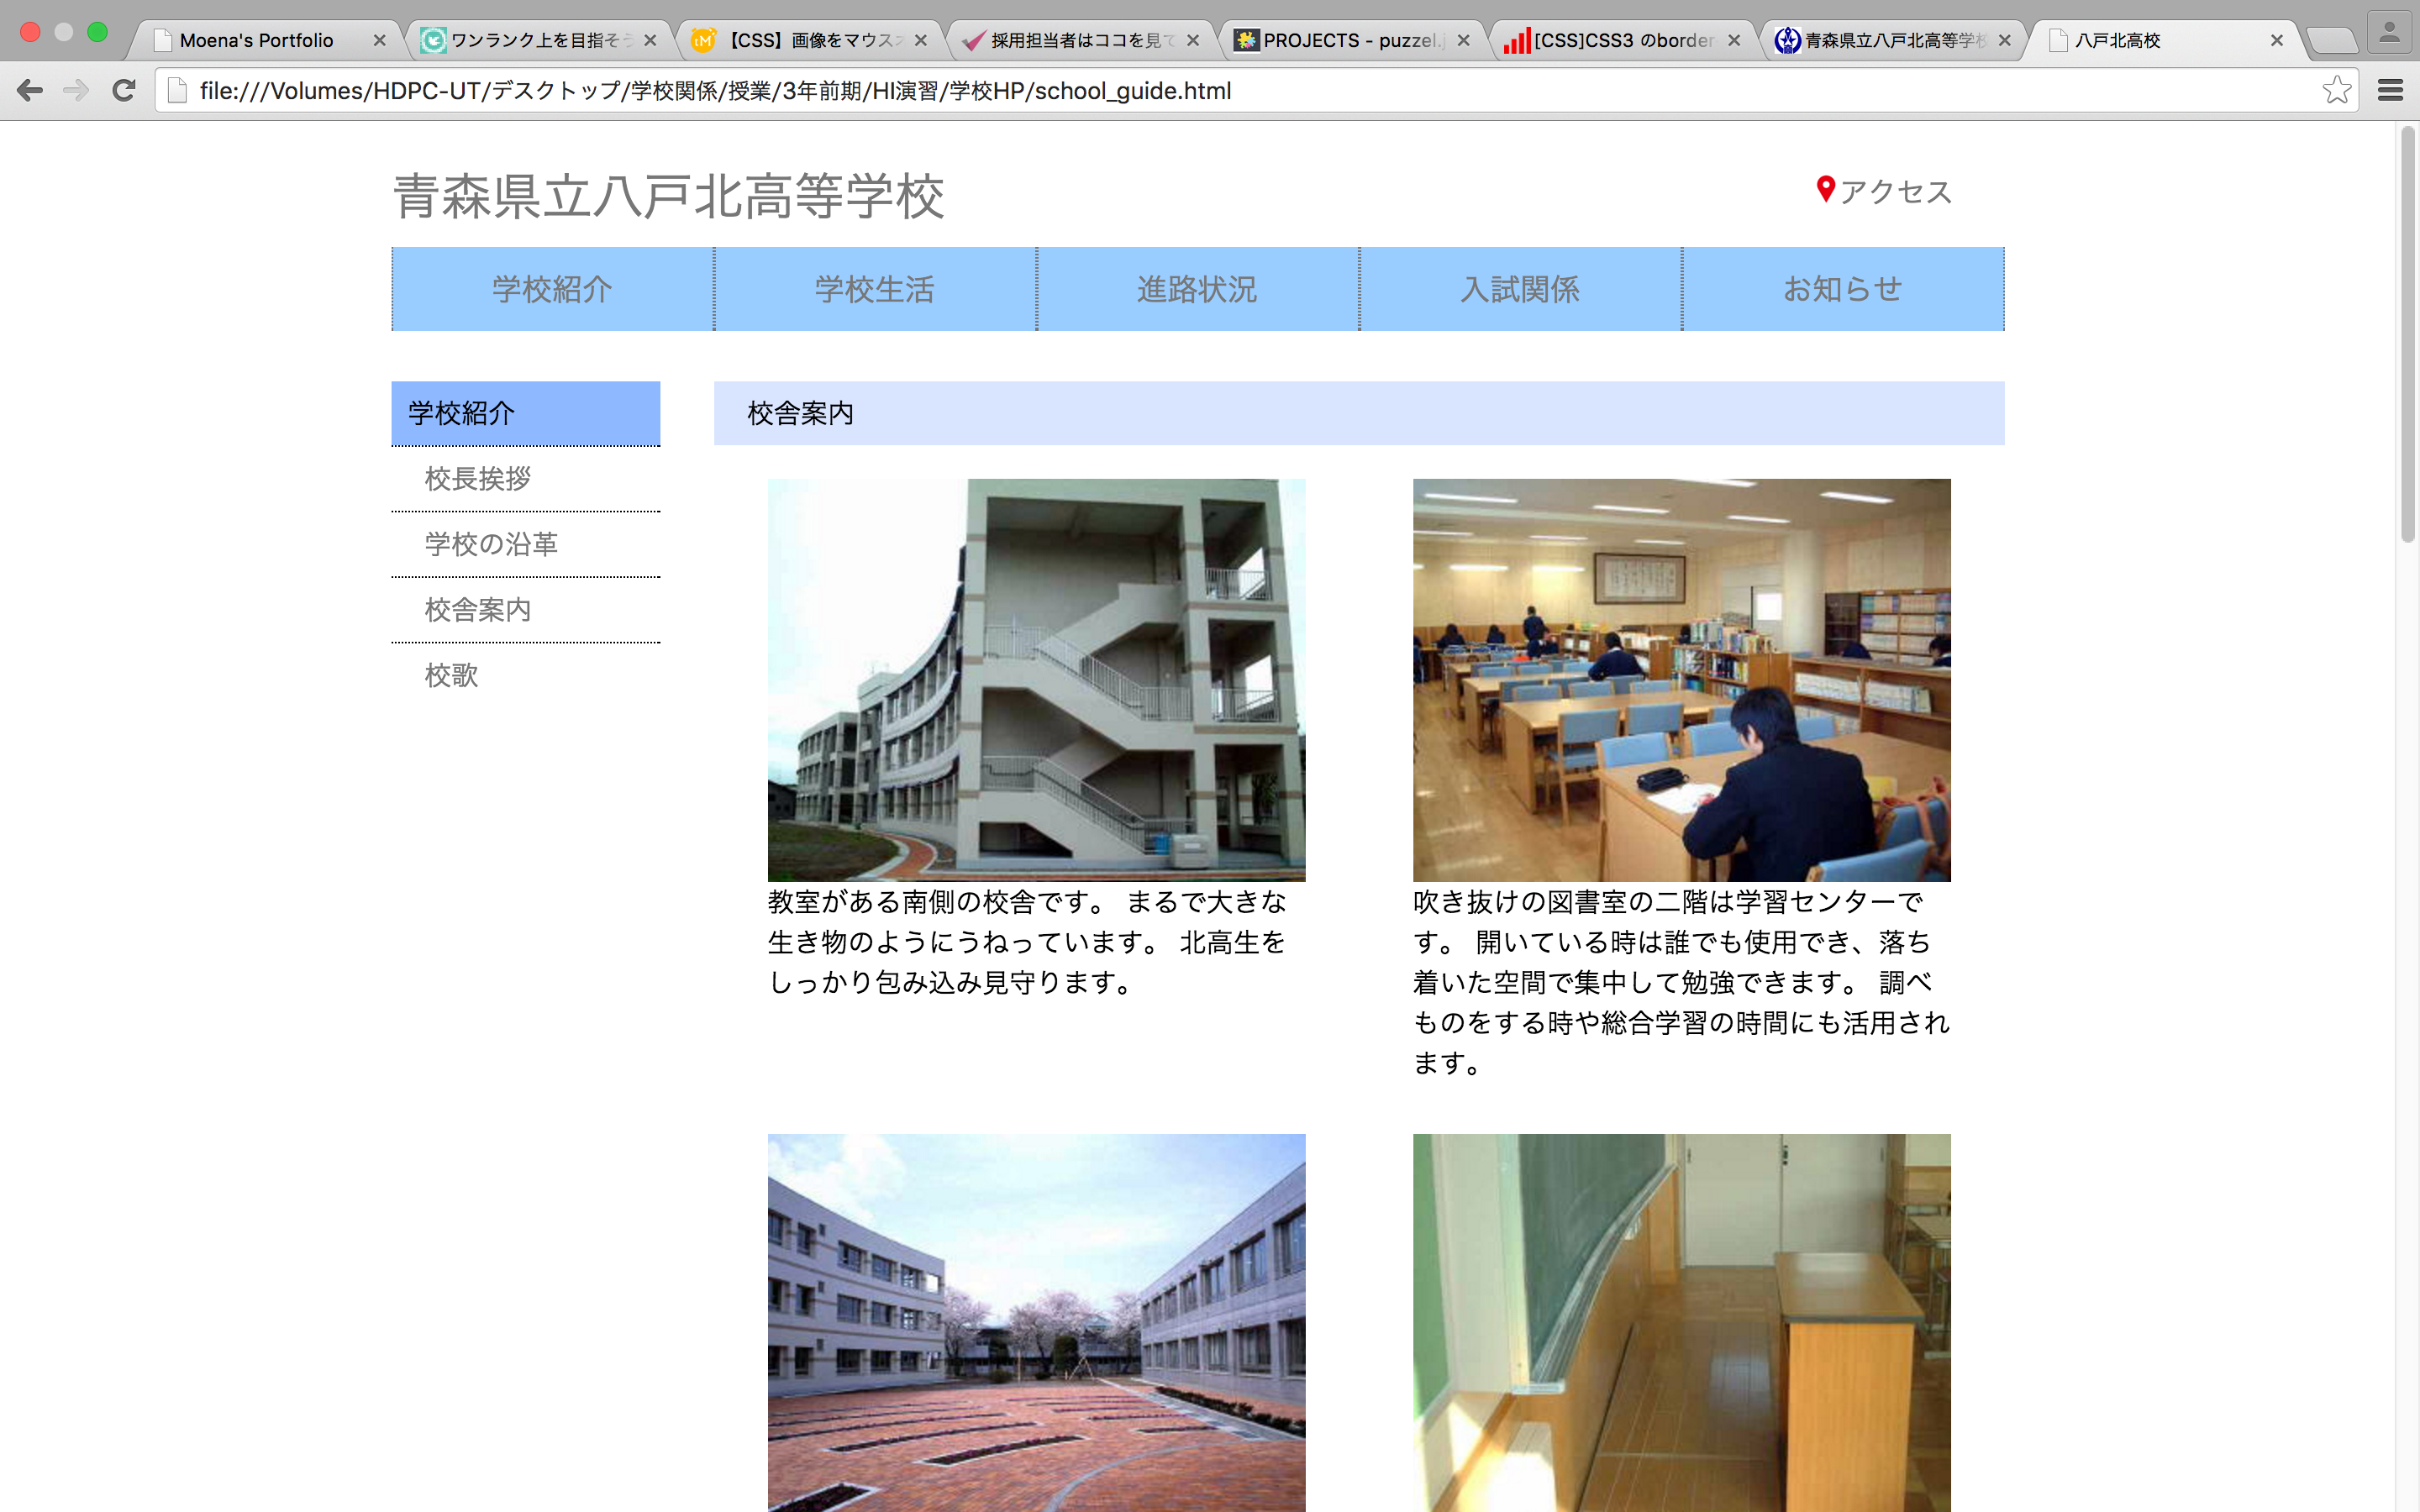 Moena's Portfolio
ワンランク上を目指そう
【CSS】画像をマウスス
採用担当者はココを見て
PROJECTS - puzzel.j
[CSS]CSS3 のborder
青森県立八戸北高等学校
八戸北高校
file:///Volumes/HDPC-UT/デスクトップ/学校関係/授業/3年前期/HI演習/学校HP/school_guide.html
青森県立八戸北高等学校
アクセス
学校紹介
学校生活
進路状況
入試関係
お知らせ
学校紹介
校長挨拶
学校の沿革
校舎案内
校歌
校舎案内
教室がある南側の校舎です。 まるで大きな
生き物のようにうねっています。 北高生を
しっかり包み込み見守ります。
吹き抜けの図書室の二階は学習センターで
す。 開いている時は誰でも使用でき、落ち
着いた空間で集中して勉強できます。 調べ
ものをする時や総合学習の時間にも活用され
ます。